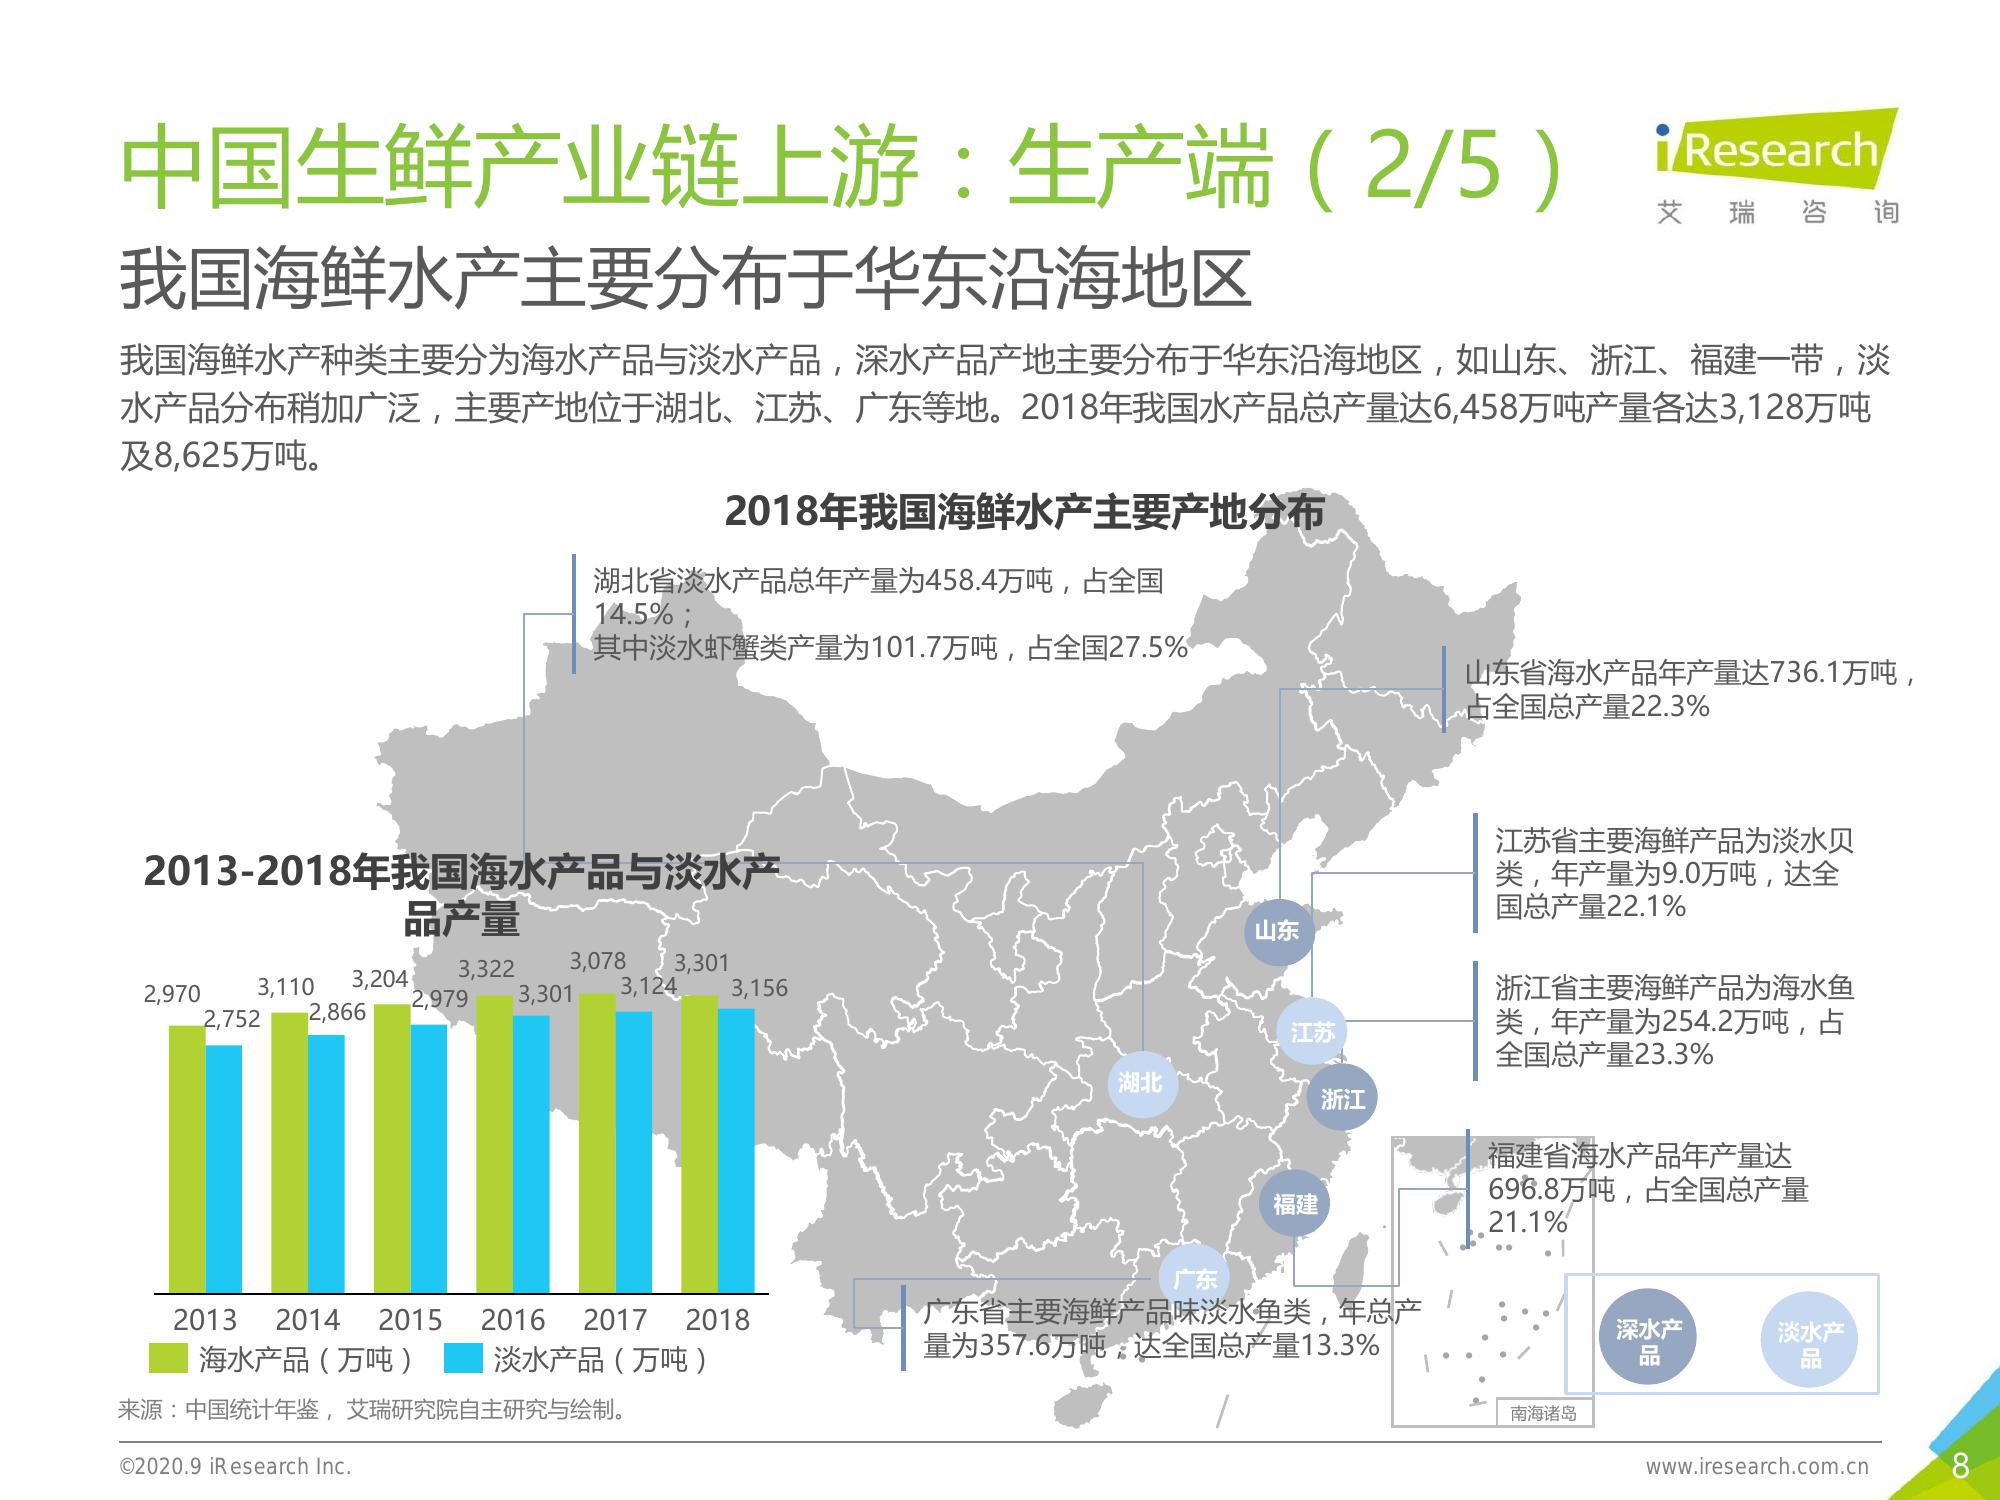 中国生鲜产业链上游：生产端（2/5）
iResearch
艾瑞咨询
我国海鲜水产主要分布于华东沿海地区
我国海鲜水产种类主要分为海水产品与淡水产品，深水产品产地主要分布于华东沿海地区，如山东、浙江、福建一带，淡
水产品分布稍加广泛，主要产地位于湖北、江苏、广东等地。2018年我国水产品总产量达6,458万吨产量各达3,128万吨
及8,625万吨。
2018年我国海鲜水产主要产地分布
湖北省淡水产品总年产量为458.4万吨，占全国
14.5%；
其中淡水虾蟹类产量为101.7万吨，占全国27.5%
山东省海水产品年产量达736.1万吨，
占全国总产量22.3%
江苏省主要海鲜产品为淡水贝
类，年产量为9.0万吨，达全
国总产量22.1%
浙江省主要海鲜产品为海水鱼
类，年产量为254.2万吨，占
全国总产量23.3%
福建省海水产品年产量达
696.8万吨，占全国总产量
21.1%
广东省主要海鲜产品味淡水鱼类，年总产
量为357.6万吨，达全国总产量13.3%
山东
江苏
湖北
浙江
福建
广东
深水产
品
淡水产
品
南海诸岛
2013-2018年我国海水产品与淡水产
品产量
2,970
2,752
3,110
2,866
3,204
2,979
3,322
3,301
3,078
3,124
3,301
3,156
2013 2014 2015 2016 2017 2018
海水产品（万吨） 淡水产品（万吨）
来源：中国统计年鉴，艾瑞研究院自主研究与绘制。
©2020.9 iResearch Inc.
www.iresearch.com.cn
8